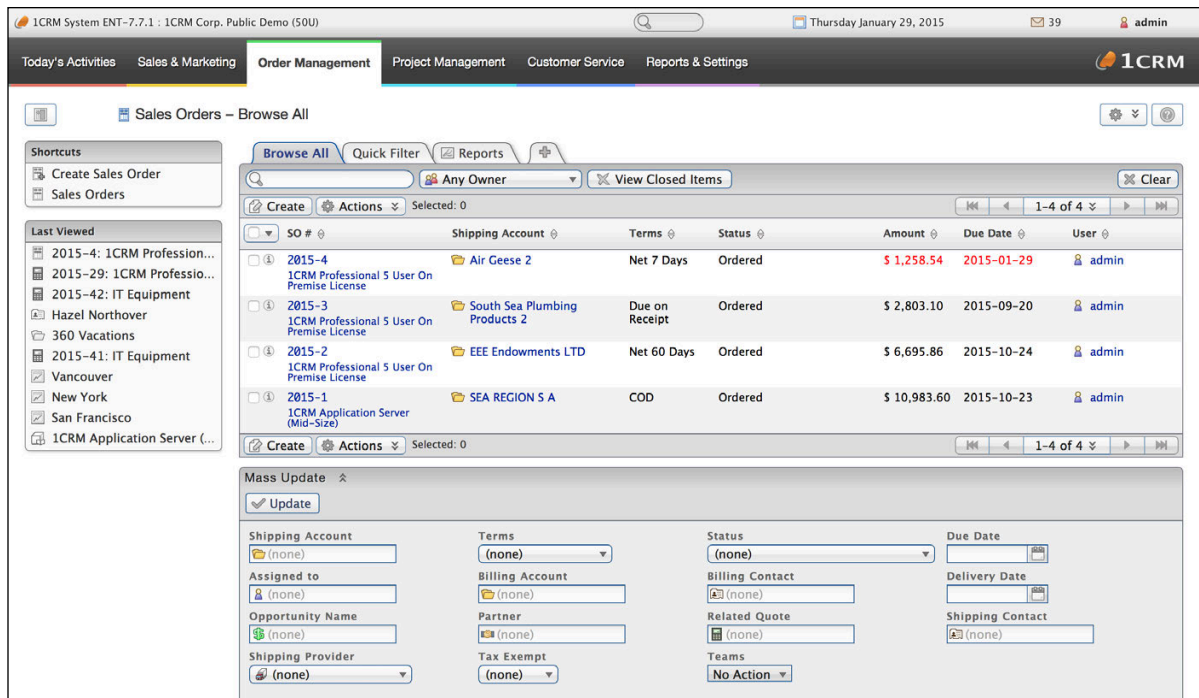 1CRM System ENT-7.7.1 : 1CRM Corp. Public Demo (50U)
Thursday January 29, 2015
39
admin
Today's Activities
Sales & Marketing
Order Management
Project Management
Customer Service
Reports & Settings
1CRM
Sales Orders – Browse All
Shortcuts
Create Sales Order
Sales Orders
Last Viewed
2015-4: 1CRM Profession...
2015-29: 1CRM Professio...
2015-42: IT Equipment
Hazel Northover
360 Vacations
2015-41: IT Equipment
Vancouver
New York
San Francisco
1CRM Application Server (...
Browse All
Quick Filter
Reports
Any Owner
View Closed Items
Clear
Create
Actions
Selected: 0
1-4 of 4
SO #
Shipping Account
Terms
Status
Amount
Due Date
User
2015-4
1CRM Professional 5 User On
Premise License
Air Geese 2
Net 7 Days
Ordered
$ 1,258.54
2015-01-29
admin
2015-3
1CRM Professional 5 User On
Premise License
South Sea Plumbing
Products 2
Due on
Receipt
Ordered
$ 2,803.10
2015-09-20
admin
2015-2
1CRM Professional 5 User On
Premise License
EEE Endowments LTD
Net 60 Days
Ordered
$ 6,695.86
2015-10-24
admin
2015-1
1CRM Application Server
(Mid-Size)
SEA REGION S A
COD
Ordered
$ 10,983.60
2015-10-23
admin
Create
Actions
Selected: 0
1-4 of 4
Mass Update
Update
Shipping Account
(none)
Terms
(none)
Status
(none)
Due Date
Assigned to
(none)
Billing Account
(none)
Billing Contact
(none)
Delivery Date
Opportunity Name
(none)
Partner
(none)
Related Quote
(none)
Shipping Contact
(none)
Shipping Provider
(none)
Tax Exempt
(none)
Teams
No Action